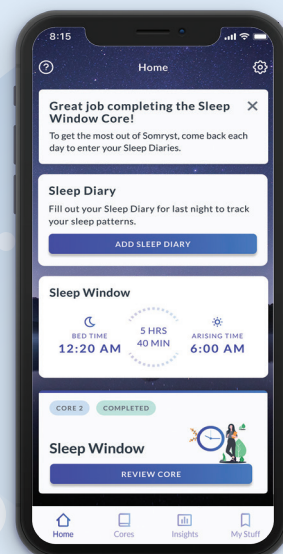 8:15
Home
Great job completing the Sleep
Window Core!
To get the most out of Somryst, come back each
day to enter your Sleep Diaries.
Sleep Diary
Fill out your Sleep Diary for last night to track
your sleep patterns.
ADD SLEEP DIARY
Sleep Window
BED TIME
12:20 AM
5 HRS
40 MIN
ARISING TIME
6:00 AM
CORE 2
COMPLETED
Sleep Window
REVIEW CORE
Home
Cores
Insights
My Stuff